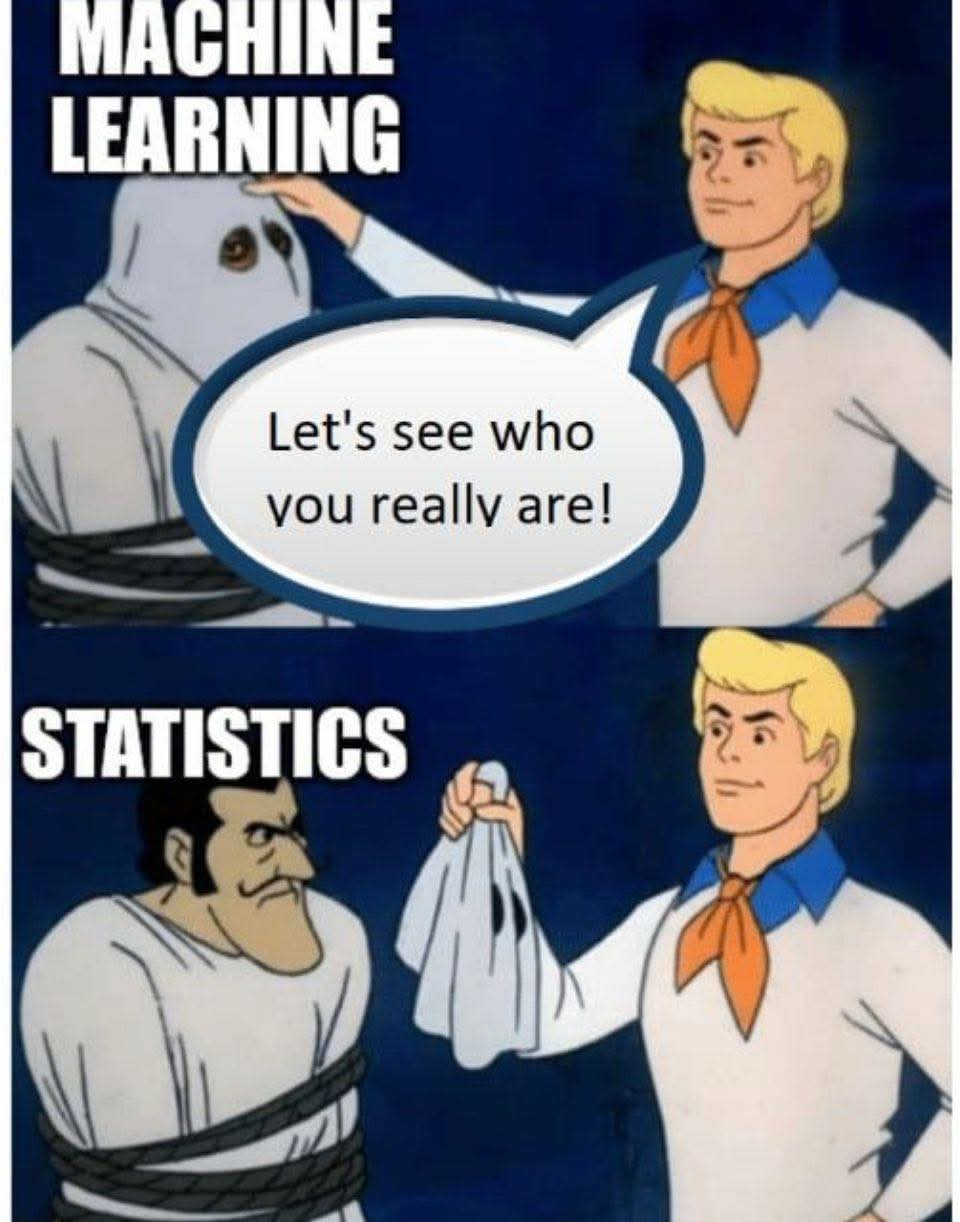 MACHINE
LEARNING
Let's see who
you really are!
STATISTICS